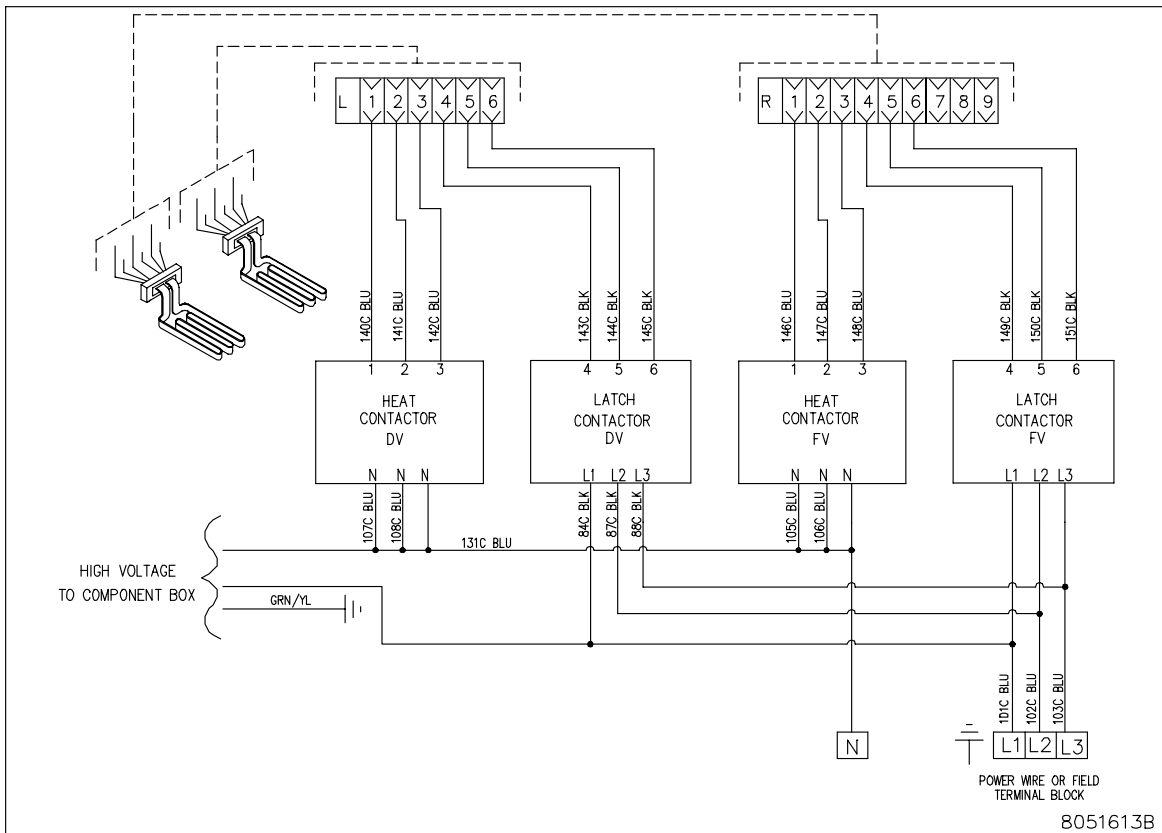 L 1 2 3 4 5 6
R 1 2 3 4 5 6 7 8 9
140C BLU
141C BLU
142C BLU
143C BLK
144C BLK
145C BLK
146C BLU
147C BLU
148C BLU
149C BLK
150C BLK
151C BLK
1 2 3
HEAT
CONTACTOR
DV
N N N
4 5 6
LATCH
CONTACTOR
DV
L1 L2 L3
1 2 3
HEAT
CONTACTOR
FV
N N N
4 5 6
LATCH
CONTACTOR
FV
L1 L2 L3
107C BLU
108C BLU
84C BLK
87C BLK
88C BLK
105C BLU
106C BLU
131C BLU
HIGH VOLTAGE
TO COMPONENT BOX
GRN/YL
101C BLU
102C BLU
103C BLU
N
L1 L2 L3
POWER WIRE OR FIELD
TERMINAL BLOCK
8051613B